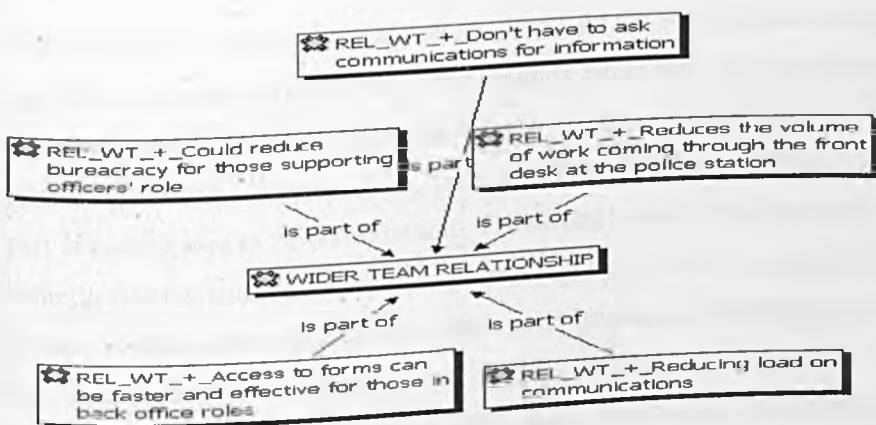 REL_WT_+_Don't have to ask
communications for information
REL_WT_+_Could reduce
bureacracy for those supporting
officers' role
is part
REL_WT_+_Reduces the volume
of work coming through the front
desk at the police station
is part of
is part of
WIDER TEAM RELATIONSHIP
is part of
is part of
REL_WT_+_Access to forms can
be faster and effective for those in
back office roles
REL_WT_+_Reducing load on
communications